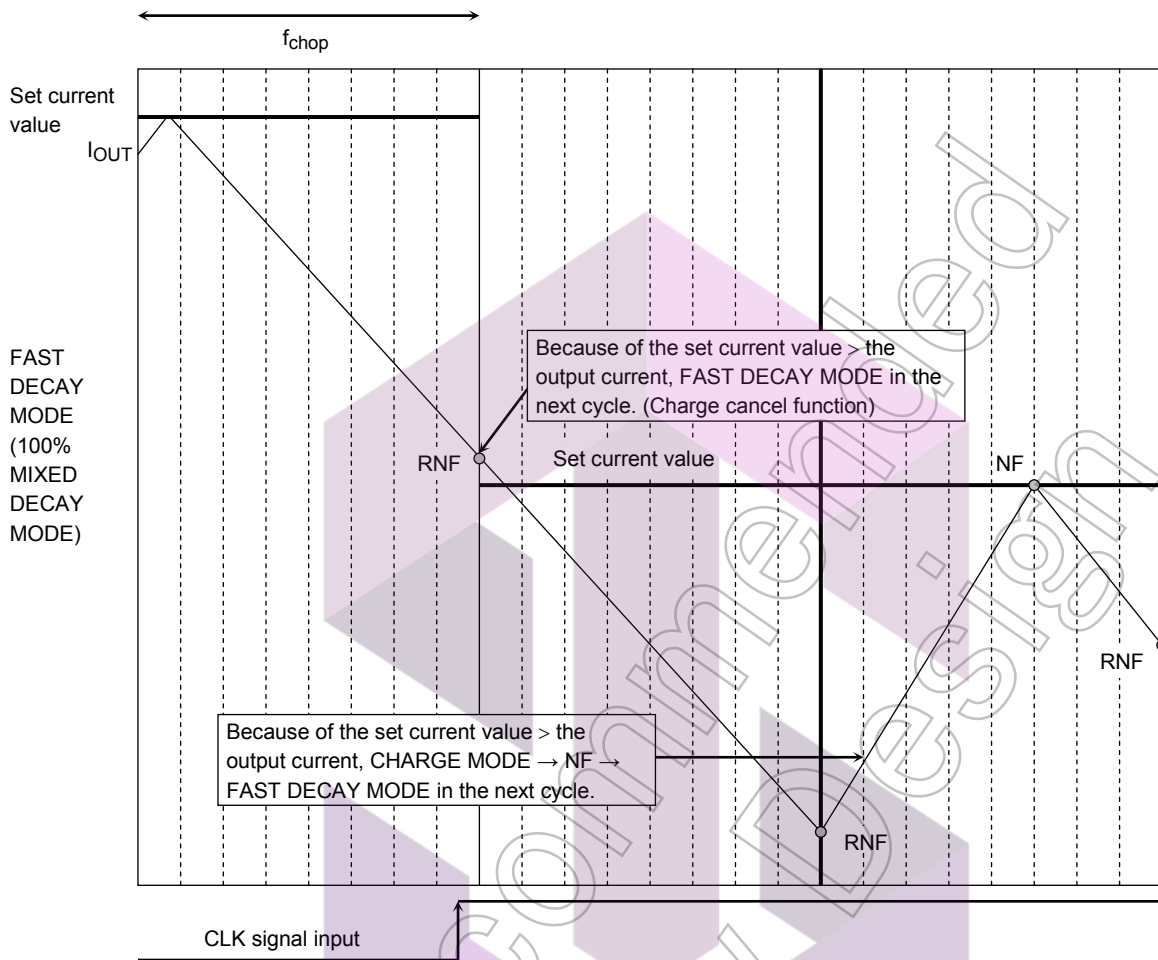 fchop
Set current
value
IOUT
FAST
DECAY
MODE
(100%
MIXED
DECAY
MODE)
Because of the set current value > the
output current, FAST DECAY MODE in the
next cycle. (Charge cancel function)
RNF
Set current value
NF
RNF
Because of the set current value > the
output current, CHARGE MODE → NF →
FAST DECAY MODE in the next cycle.
RNF
CLK signal input
commended
Design